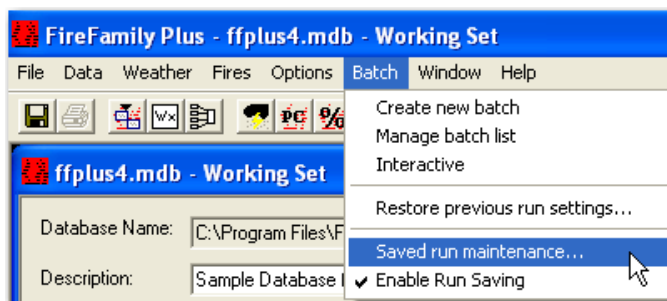 FireFamily Plus - ffplus4.mdb - Working Set
File Data Weather Fires Options Batch Window Help
Wx PC %
Create new batch
Manage batch list
Interactive
Restore previous run settings...
Saved run maintenance...
Enable Run Saving
ffplus4.mdb - Working Set
Database Name: C:\Program Files\F
Description: Sample Database